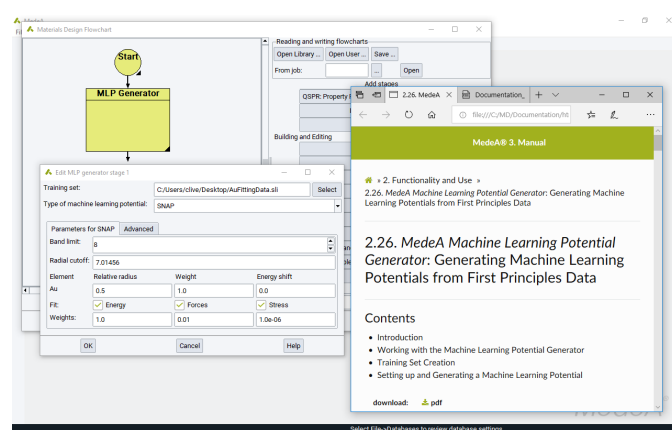 MedeA
Materials Design Flowchart
Start
MLP Generator
Reading and writing flowcharts
Open Library ...
Open User ...
Save ...
From job:
...
Open
Add stages
QSPR: Property
Building and Editing
Edit MLP generator stage 1
Training set:
C:/Users/clive/Desktop/AuFittingData.sli
Select
Type of machine learning potential:
SNAP
Parameters for SNAP
Advanced
Band limit:
8
Radial cutoff:
7.01456
Element Relative radius Weight Energy shift
Au 0.5 1.0 0.0
Fit: Energy Forces Stress
Weights: 1.0 0.01 1.0e-06
OK
Cancel
Help
2.26. MedeA
Documentation_
file:///C:/MD/Documentation/ht
MedeA® 3. Manual
» 2. Functionality and Use »
2.26. MedeA Machine Learning Potential Generator: Generating Machine
Learning Potentials from First Principles Data
2.26. MedeA Machine Learning Potential
Generator: Generating Machine Learning
Potentials from First Principles Data
Contents
• Introduction
• Working with the Machine Learning Potential Generator
• Training Set Creation
• Setting up and Generating a Machine Learning Potential
download: pdf
Select File->Databases to review database settings